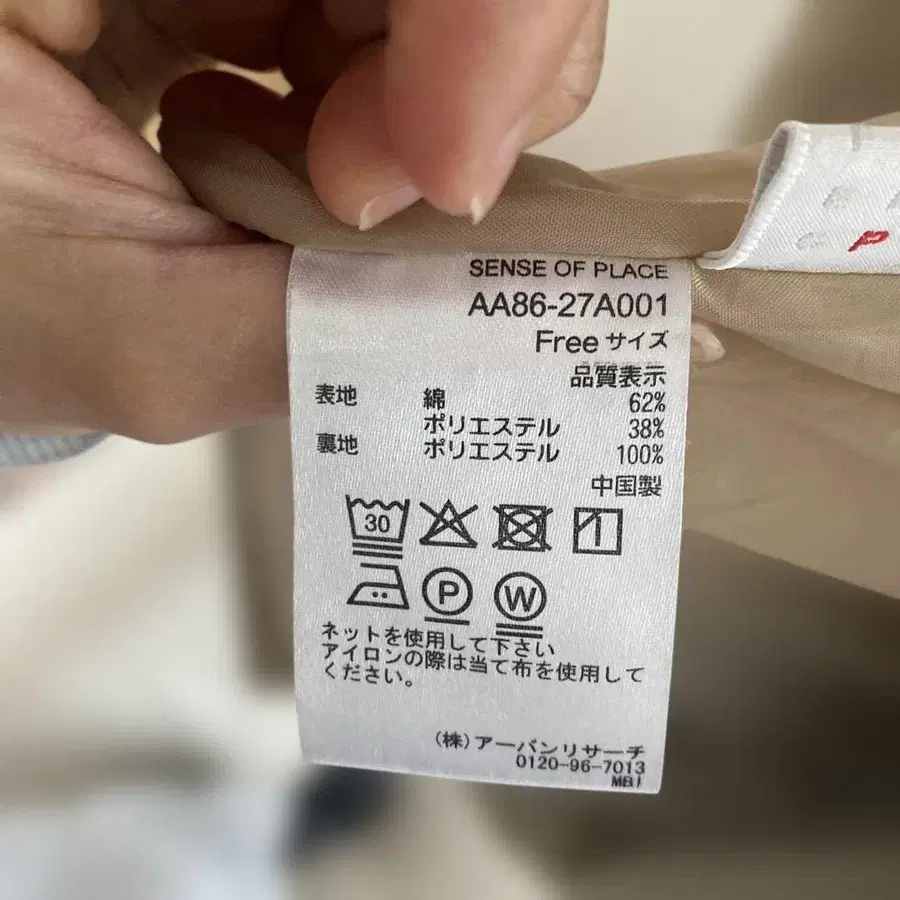 SENSE OF PLACE
AA86-27A001
Free サイズ
品質表示
表地 綿 62%
ポリエステル 38%
裏地 ポリエステル 100%
中国製
30
P W
ネットを使用して下さい
アイロンの際は当て布を使用して
ください。
(株)アーバンリサーチ
0120-96-7013
MBI
P